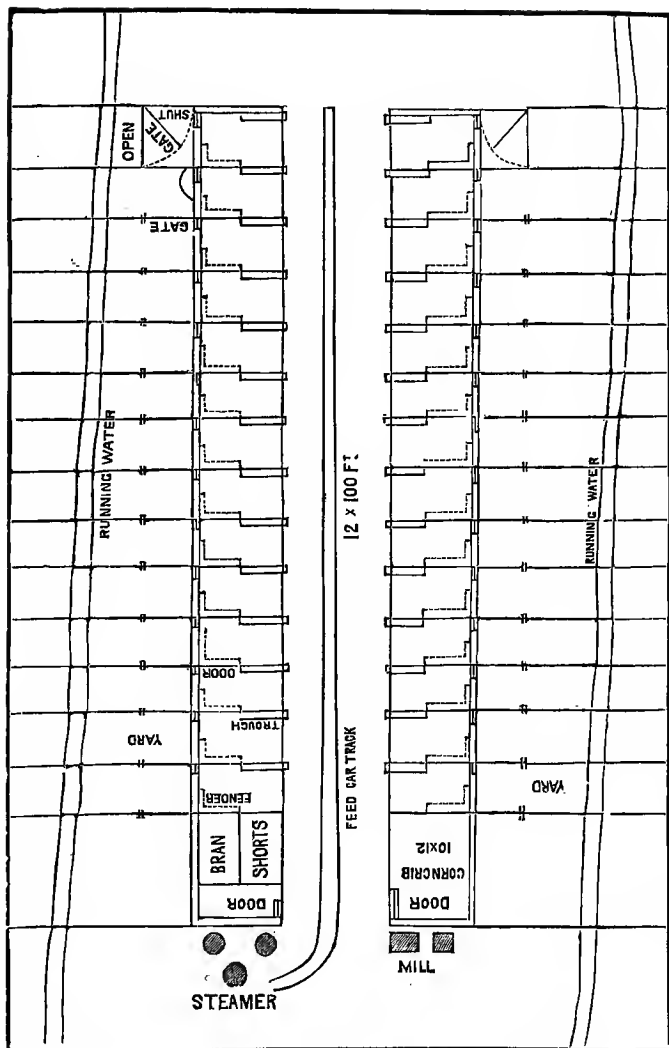 OPEN
GATE
SHUT
GATE
RUNNING WATER
RUNNING WATER
12 x 100 FT.
DOOR
TROUGH
YARD
FEED CAR TRACK
YARD
FENDER
BRAN
SHORTS
CORNCRIB
10x12
DOOR
DOOR
MILL
STEAMER